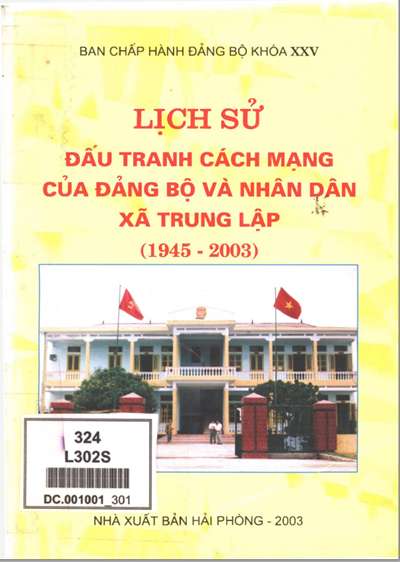 BAN CHẤP HÀNH ĐẢNG BỘ KHÓA XXV
LỊCH SỬ
ĐẤU TRANH CÁCH MẠNG
CỦA ĐẢNG BỘ VÀ NHÂN DÂN
XÃ TRUNG LẬP
(1945 - 2003)
324
L302S
DC.001001_301
NHÀ XUẤT BẢN HẢI PHÒNG - 2003